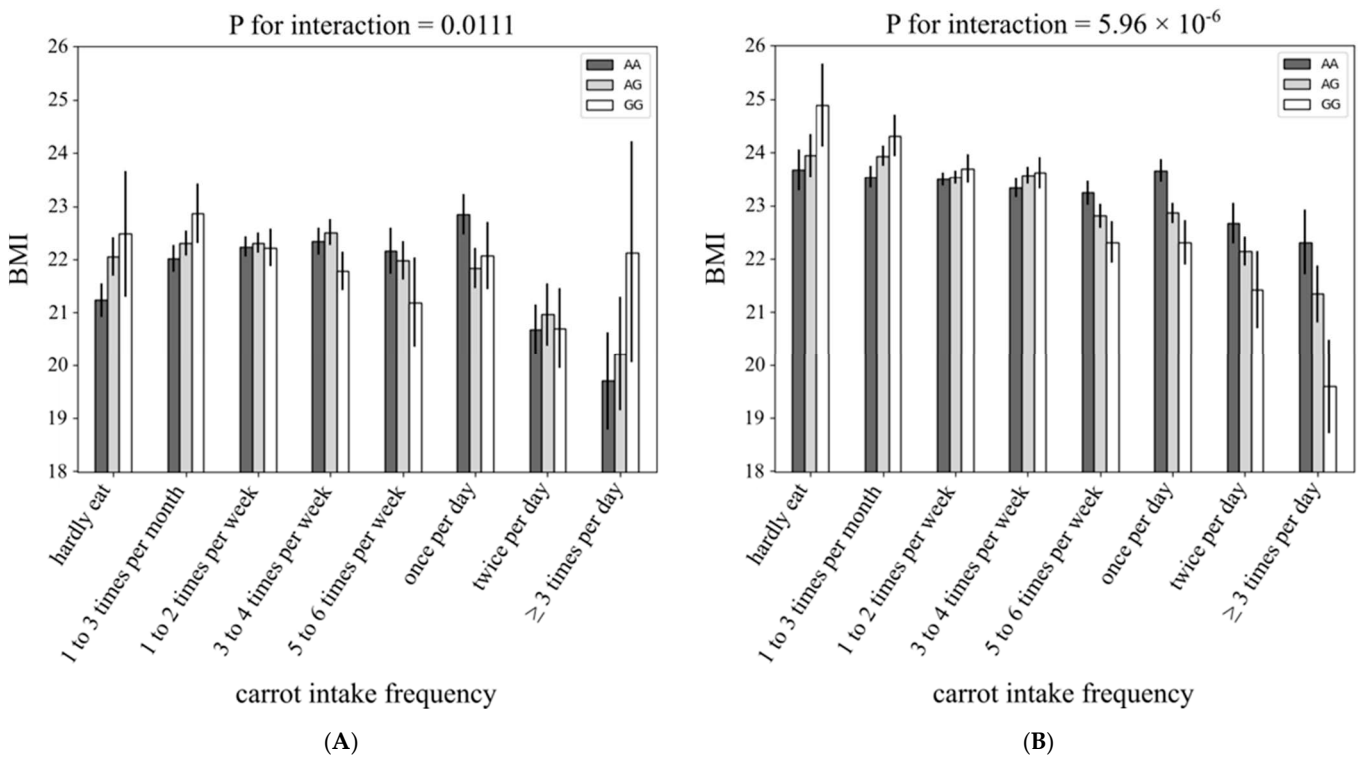 P for interaction = 0.0111
26
25
24
23
22
21
20
19
18
BMI
AA
AG
GG
hardly eat
1 to 3 times per month
1 to 2 times per week
3 to 4 times per week
5 to 6 times per week
once per day
twice per day
≥ 3 times per day
carrot intake frequency
(A)
P for interaction = 5.96 × 10⁻⁶
26
25
24
23
22
21
20
19
18
BMI
AA
AG
GG
hardly eat
1 to 3 times per month
1 to 2 times per week
3 to 4 times per week
5 to 6 times per week
once per day
twice per day
≥ 3 times per day
carrot intake frequency
(B)